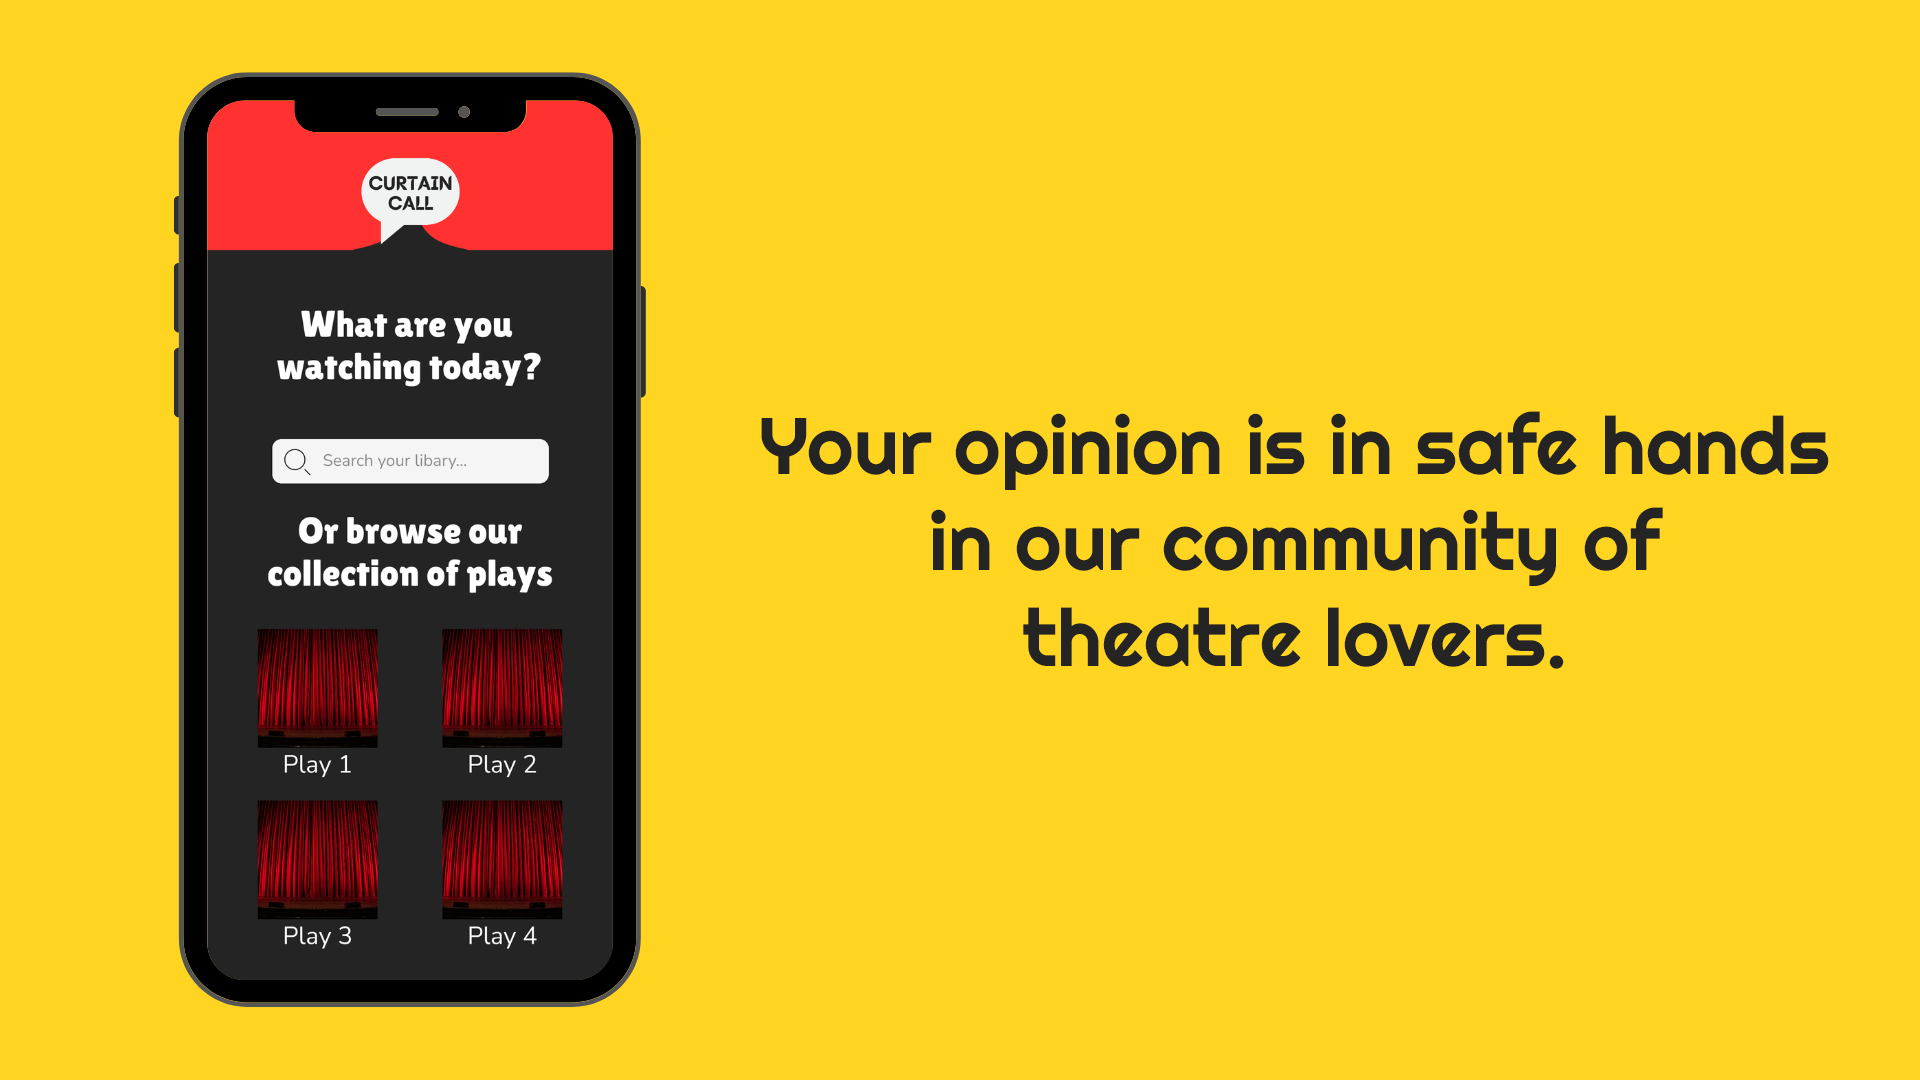 CURTAIN
CALL
What are you
watching today?
Search your libary...
Or browse our
collection of plays
Play 1
Play 2
Play 3
Play 4
Your opinion is in safe hands
in our community of
theatre lovers.